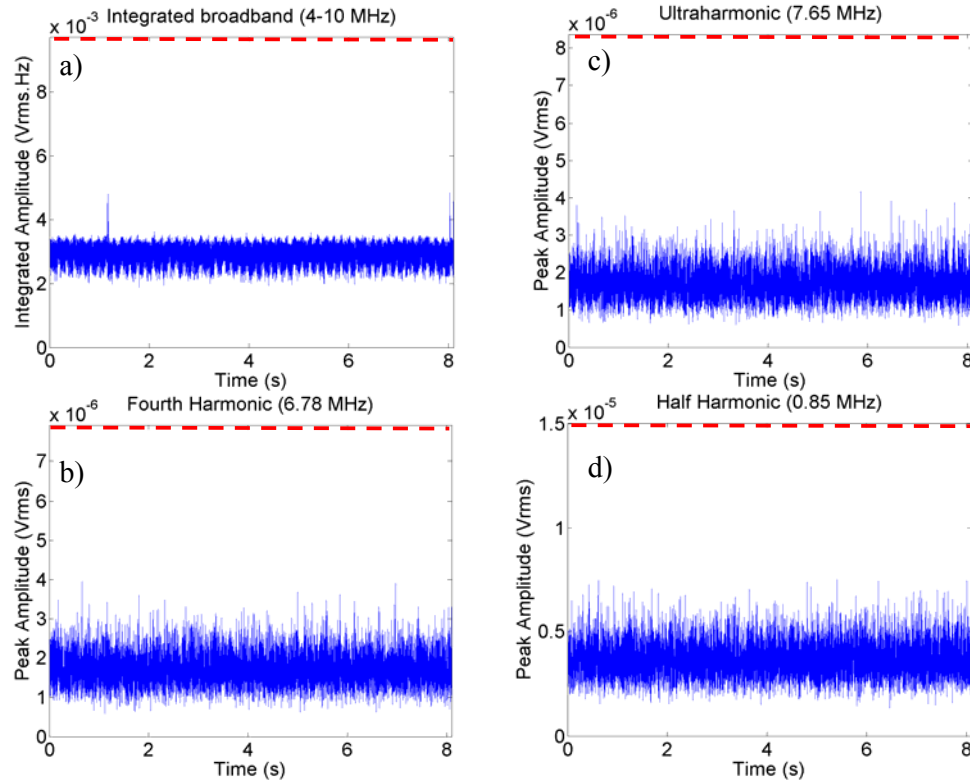 x 10⁻³ Integrated broadband (4-10 MHz)
a)
Integrated Amplitude (Vrms.Hz)
8
6
4
2
0
0 2 4 6 8
Time (s)
x 10⁻⁶ Ultraharmonic (7.65 MHz)
c)
Peak Amplitude (Vrms)
8
7
6
5
4
3
2
1
0
0 2 4 6 8
Time (s)
x 10⁻⁶ Fourth Harmonic (6.78 MHz)
b)
Peak Amplitude (Vrms)
7
6
5
4
3
2
1
0
0 2 4 6 8
Time (s)
x 10⁻⁵ Half Harmonic (0.85 MHz)
d)
Peak Amplitude (Vrms)
1.5
1
0.5
0
0 2 4 6 8
Time (s)